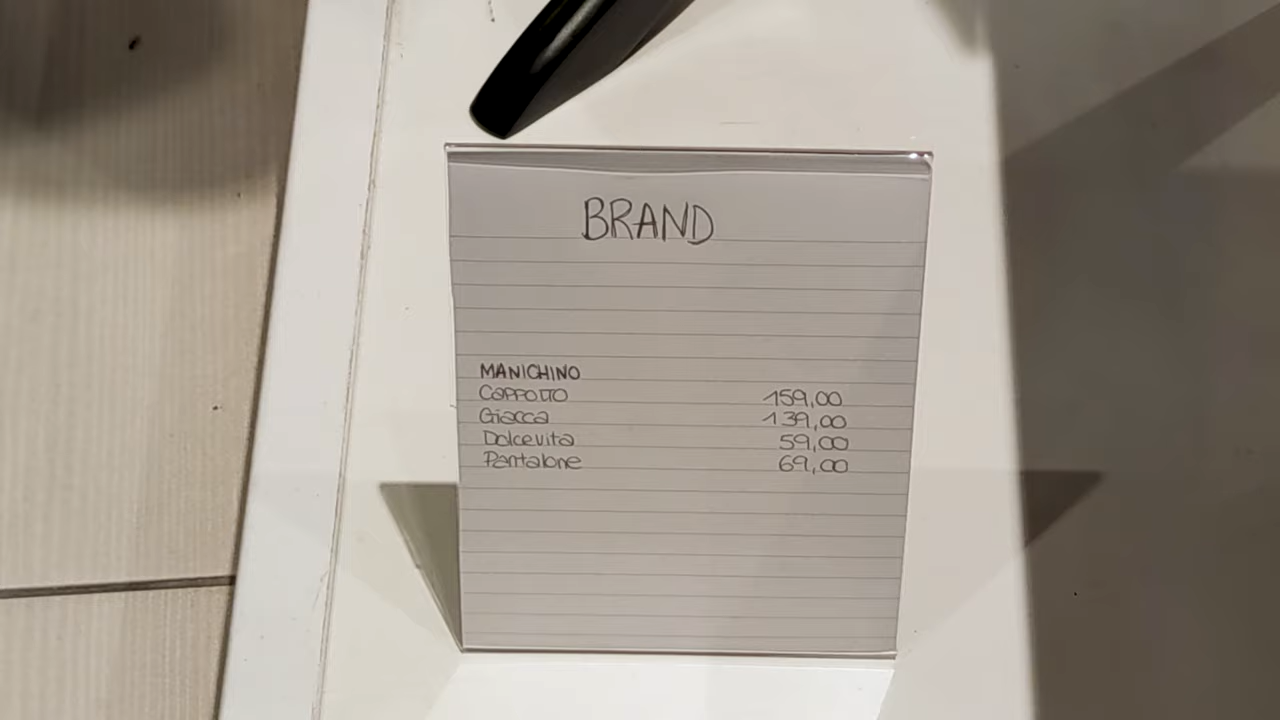 BRAND
MANICHINO
Cappotto 159,00
Giacca 139,00
Dolcevita 59,00
Pantalone 69,00